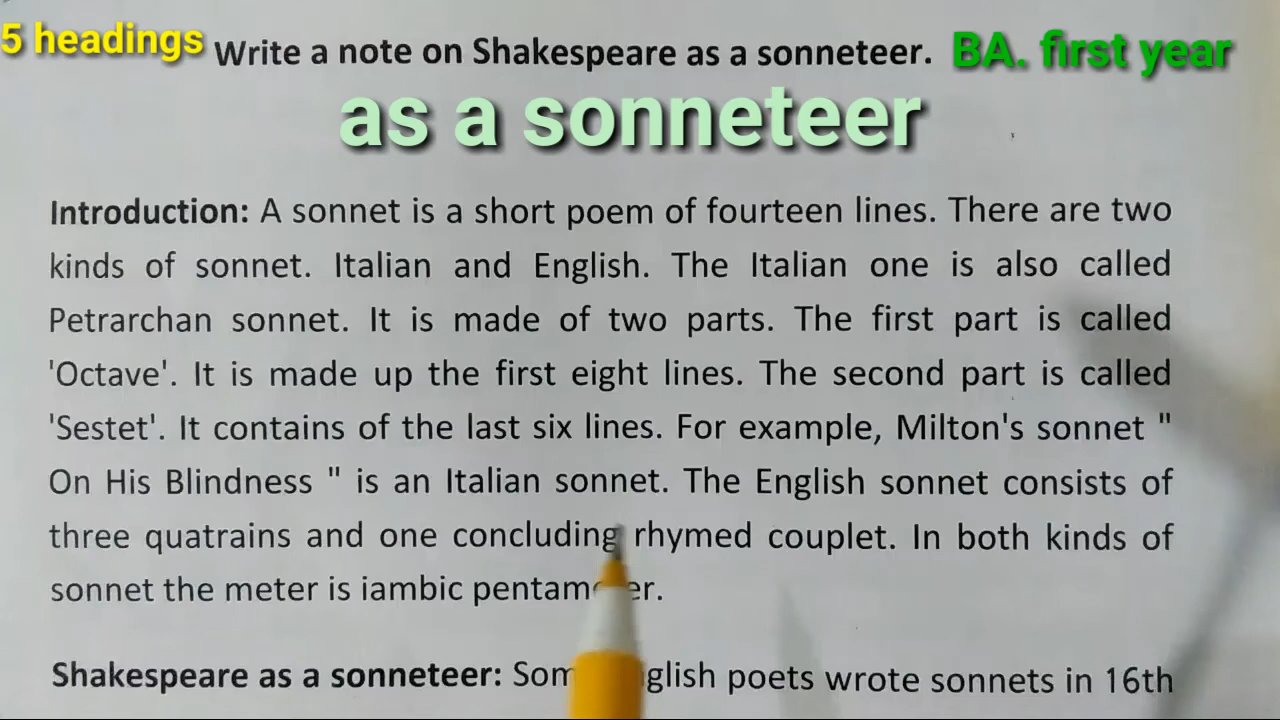 5 headings
Write a note on Shakespeare as a sonneteer.
BA. first year
as a sonneteer
Introduction: A sonnet is a short poem of fourteen lines. There are two
kinds of sonnet. Italian and English. The Italian one is also called
Petrarchan sonnet. It is made of two parts. The first part is called
'Octave'. It is made up the first eight lines. The second part is called
'Sestet'. It contains of the last six lines. For example, Milton's sonnet "
On His Blindness " is an Italian sonnet. The English sonnet consists of
three quatrains and one concluding rhymed couplet. In both kinds of
sonnet the meter is iambic pentameter.
Shakespeare as a sonneteer: Some English poets wrote sonnets in 16th